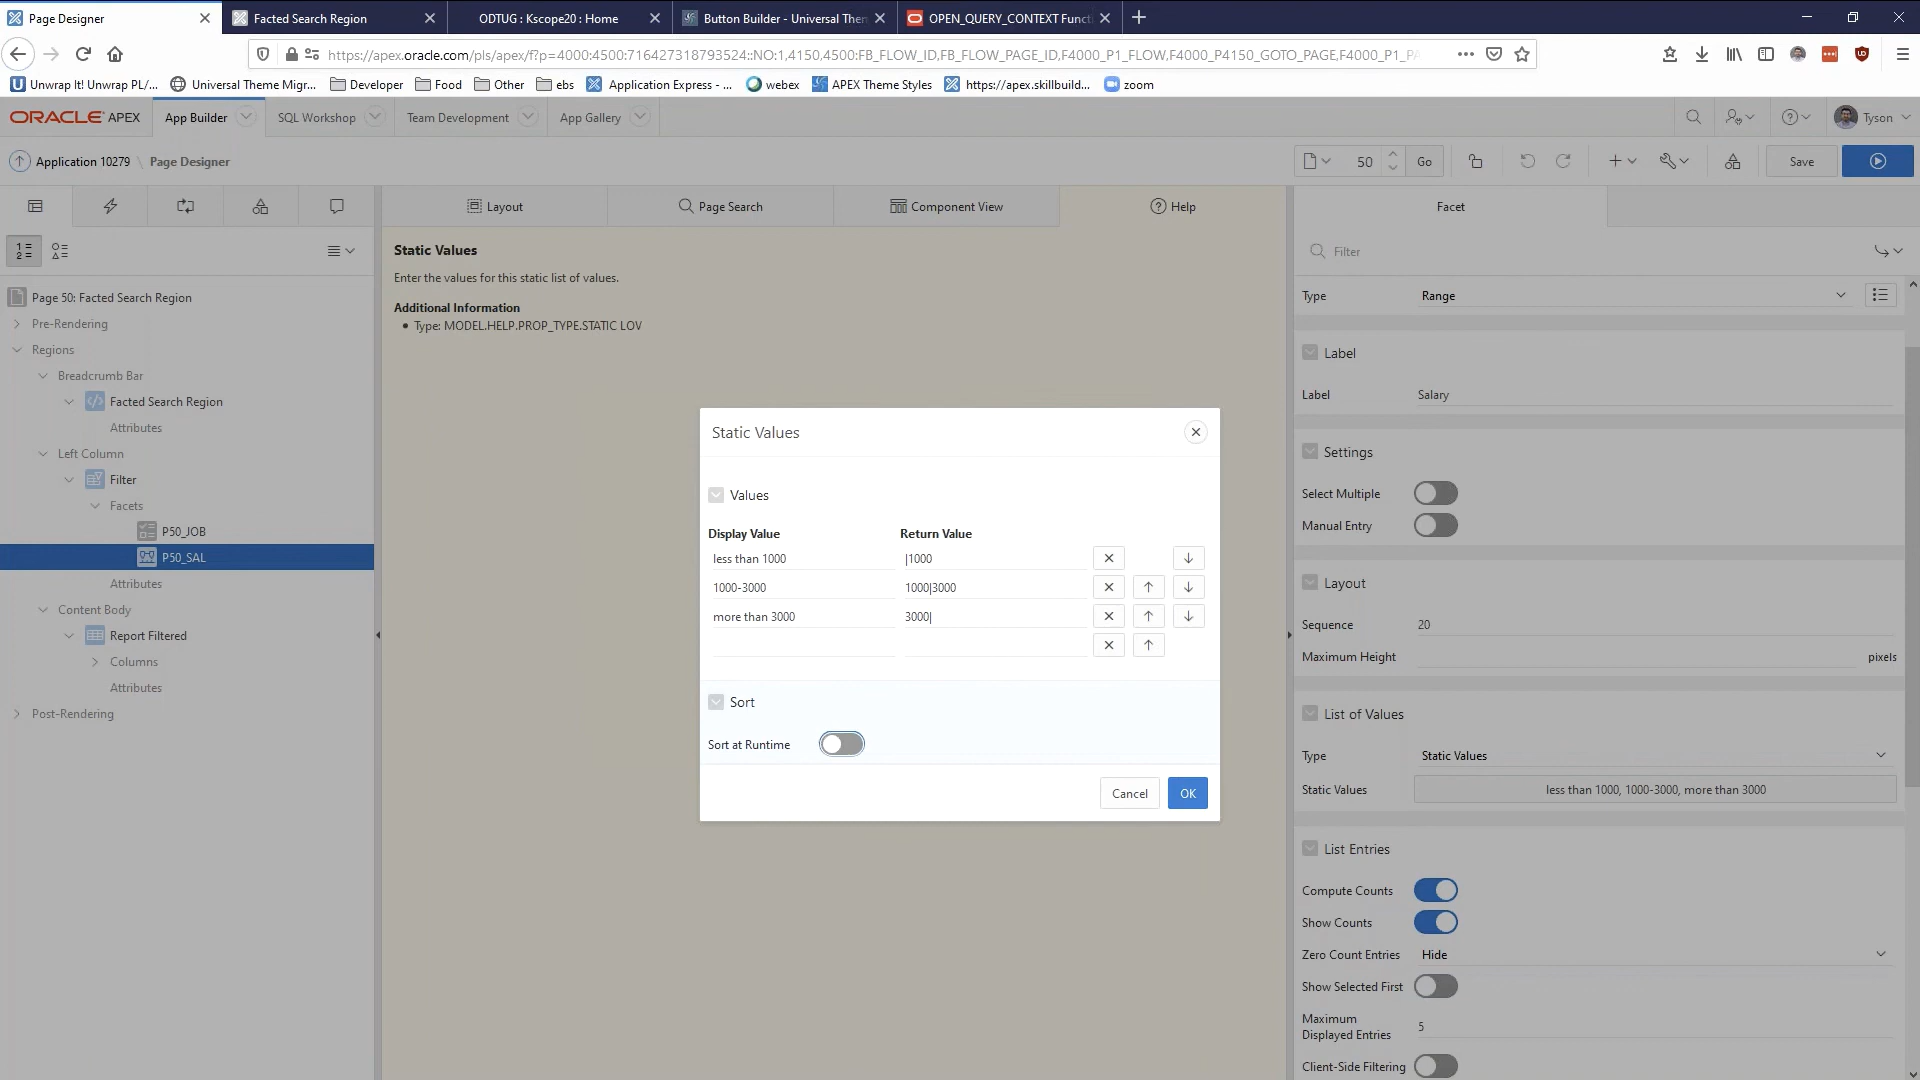 Page Designer
Facted Search Region
ODTUG : Kscope20 : Home
Button Builder - Universal Then
OPEN_QUERY_CONTEXT Functi
https://apex.oracle.com/pls/apex/f?p=4000:4500:716427318793524::NO:1,4150,4500:FB_FLOW_ID,FB_FLOW_PAGE_ID,F4000_P1_FLOW,F4000_P4150_GOTO_PAGE,F4000_P1_PA
Unwrap It! Unwrap PL/...
Universal Theme Migr...
Developer
Food
Other
ebs
Application Express - ...
webex
APEX Theme Styles
https://apex.skillbuild...
zoom
ORACLE APEX
App Builder
SQL Workshop
Team Development
App Gallery
Tyson
Application 10279 \ Page Designer
50
Go
Save
Layout
Page Search
Component View
Help
Facet
Static Values
Enter the values for this static list of values.
Additional Information
• Type: MODEL.HELP.PROP_TYPE.STATIC LOV
Page 50: Facted Search Region
Pre-Rendering
Regions
Breadcrumb Bar
Facted Search Region
Attributes
Left Column
Filter
Facets
P50_JOB
P50_SAL
Attributes
Content Body
Report Filtered
Columns
Attributes
Post-Rendering
Static Values
Values
Display Value Return Value
less than 1000 |1000
1000-3000 1000|3000
more than 3000 3000|
Sort
Sort at Runtime
Cancel
OK
Filter
Type Range
Label
Label Salary
Settings
Select Multiple
Manual Entry
Layout
Sequence 20
Maximum Height pixels
List of Values
Type Static Values
Static Values less than 1000, 1000-3000, more than 3000
List Entries
Compute Counts
Show Counts
Zero Count Entries Hide
Show Selected First
Maximum
Displayed Entries 5
Client-Side Filtering